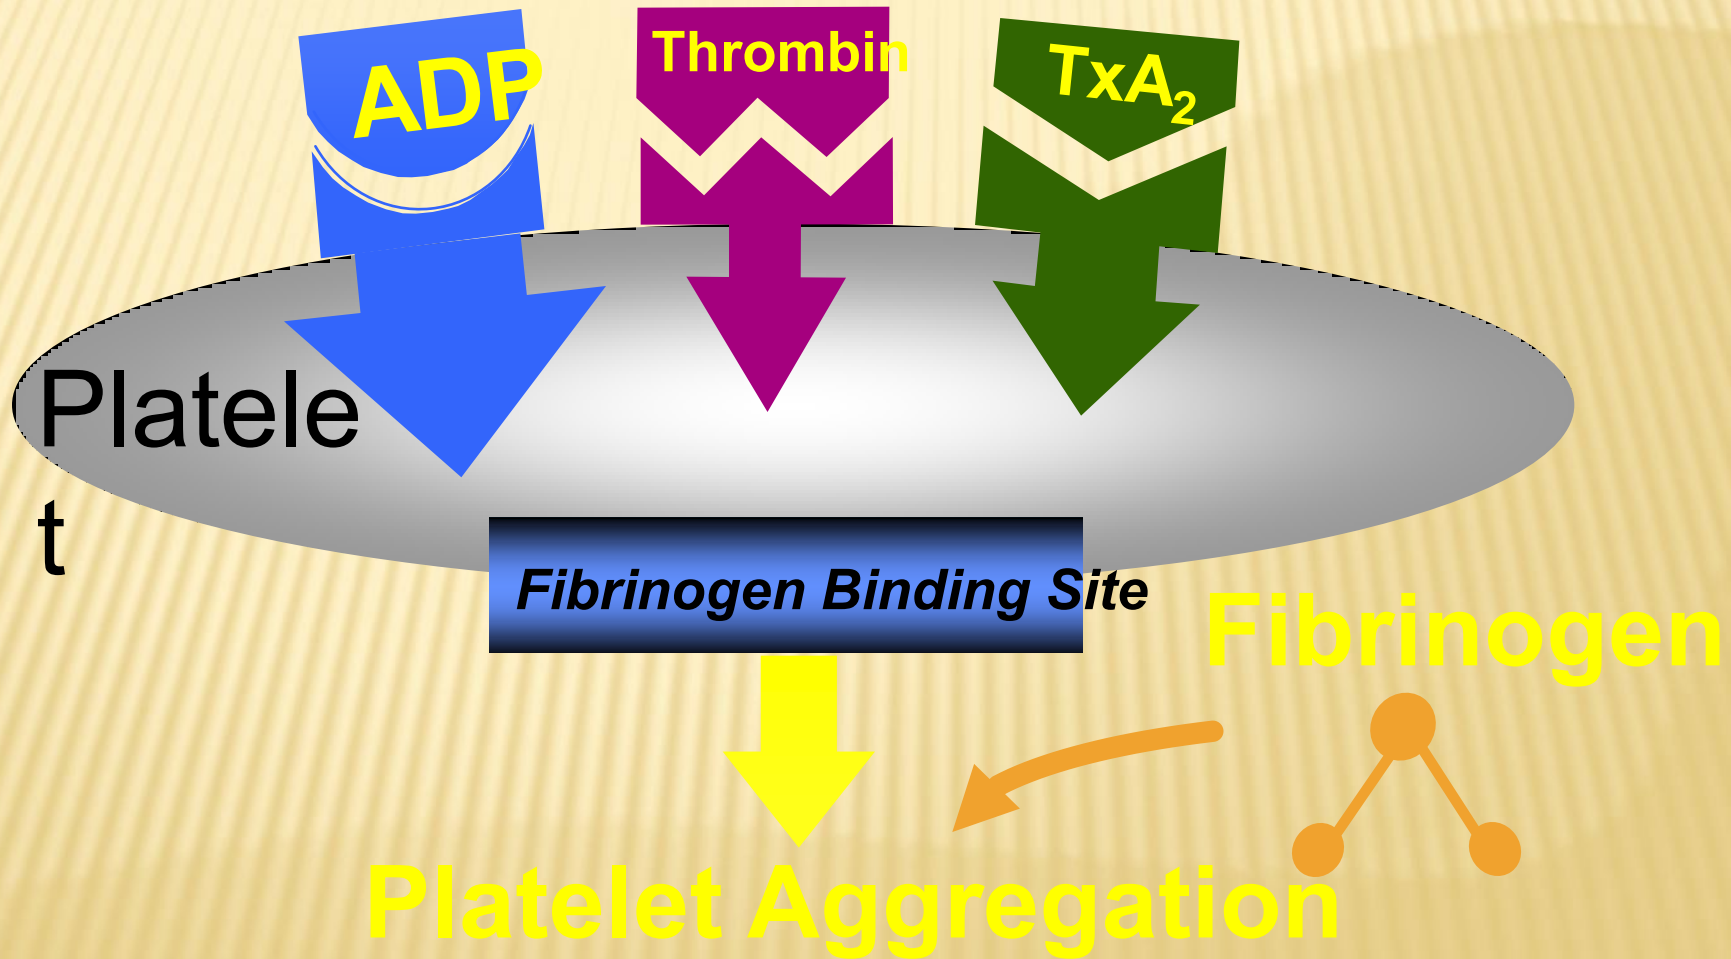 ADP
Thrombin
TxA₂
Platele
t
Fibrinogen Binding Site
Fibrinogen
Platelet Aggregation